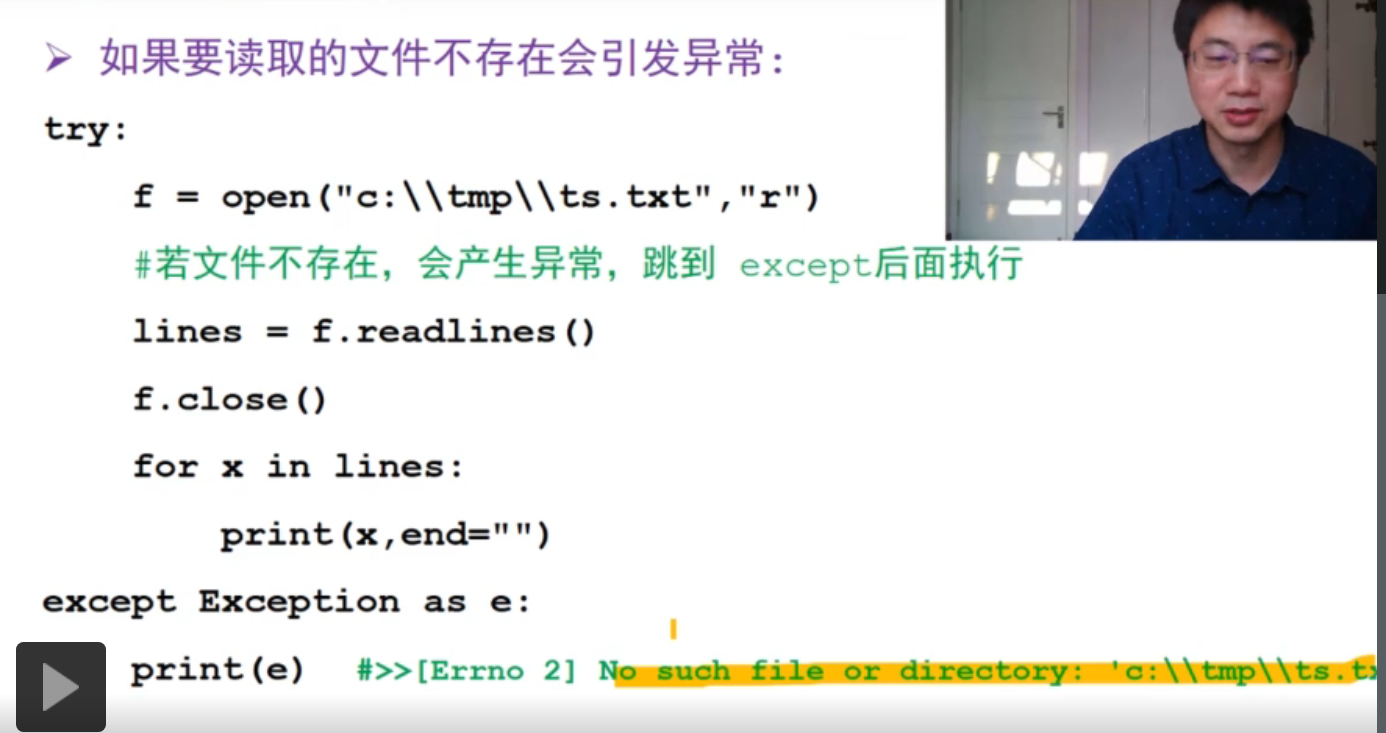 ➢ 如果要读取的文件不存在会引发异常:
try:
    f = open("c:\\tmp\\ts.txt","r")
    #若文件不存在，会产生异常，跳到 except后面执行
    lines = f.readlines()
    f.close()
    for x in lines:
        print(x,end="")
except Exception as e:
    print(e)  #>>[Errno 2] No such file or directory: 'c:\\tmp\\ts.tx